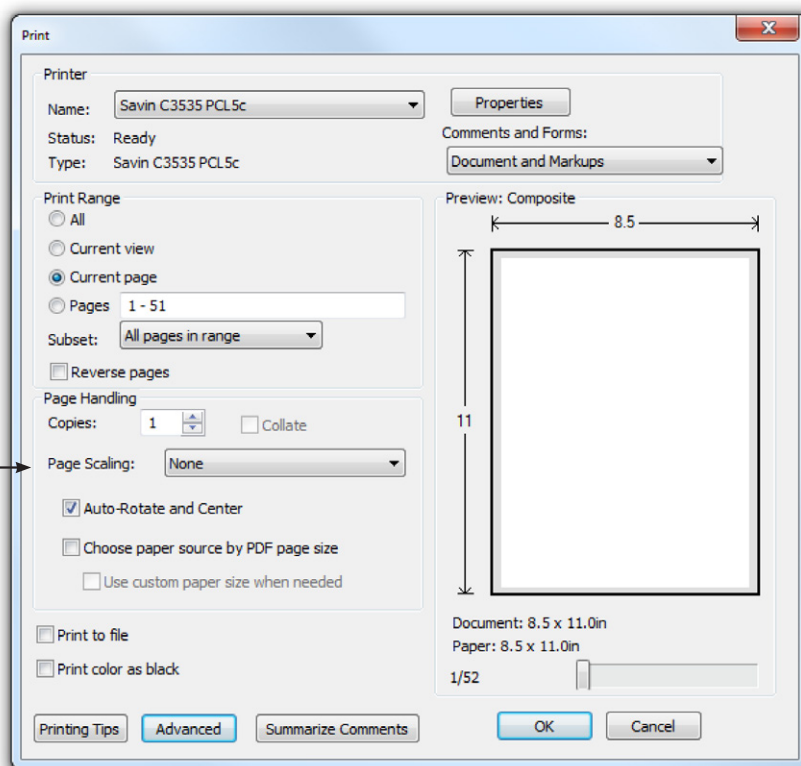 Print
Printer
Name: Savin C3535 PCL5c
Properties
Status: Ready
Comments and Forms:
Type: Savin C3535 PCL5c
Document and Markups
Print Range
All
Current view
Current page
Pages 1 - 51
Subset: All pages in range
Reverse pages
Page Handling
Copies: 1 Collate
Page Scaling: None
Auto-Rotate and Center
Choose paper source by PDF page size
Use custom paper size when needed
Print to file
Print color as black
Preview: Composite
8.5
11
Document: 8.5 x 11.0in
Paper: 8.5 x 11.0in
1/52
Printing Tips Advanced Summarize Comments OK Cancel